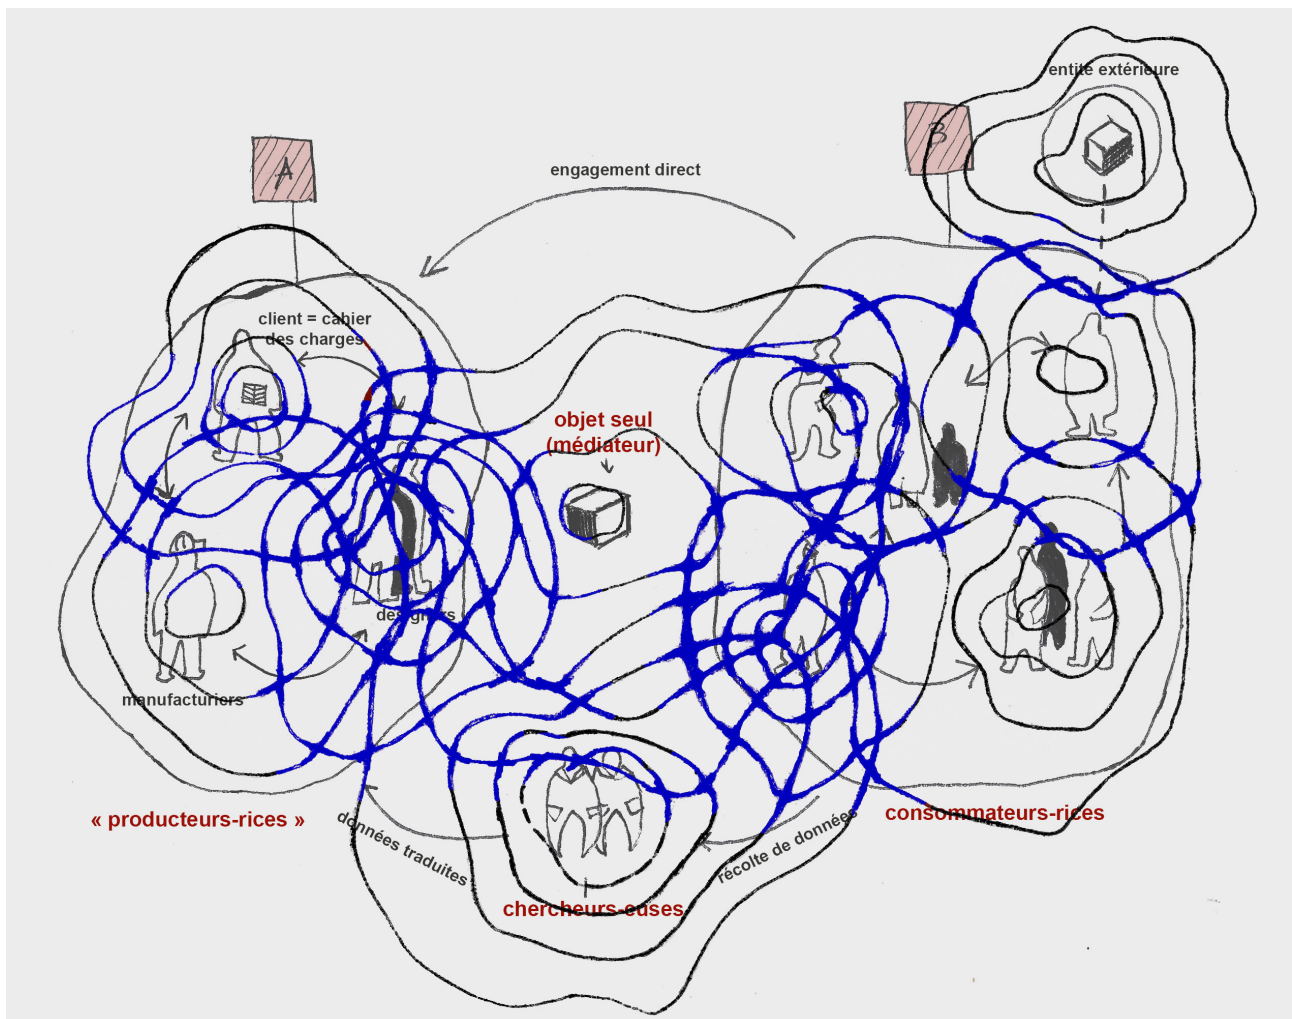 entité extérieure
A
B
engagement direct
client = cahier
des charges
objet seul
(médiateur)
designers
manufacturiers
« producteurs-rices »
données traduites
récolte de données
consommateurs-rices
chercheurs-euses